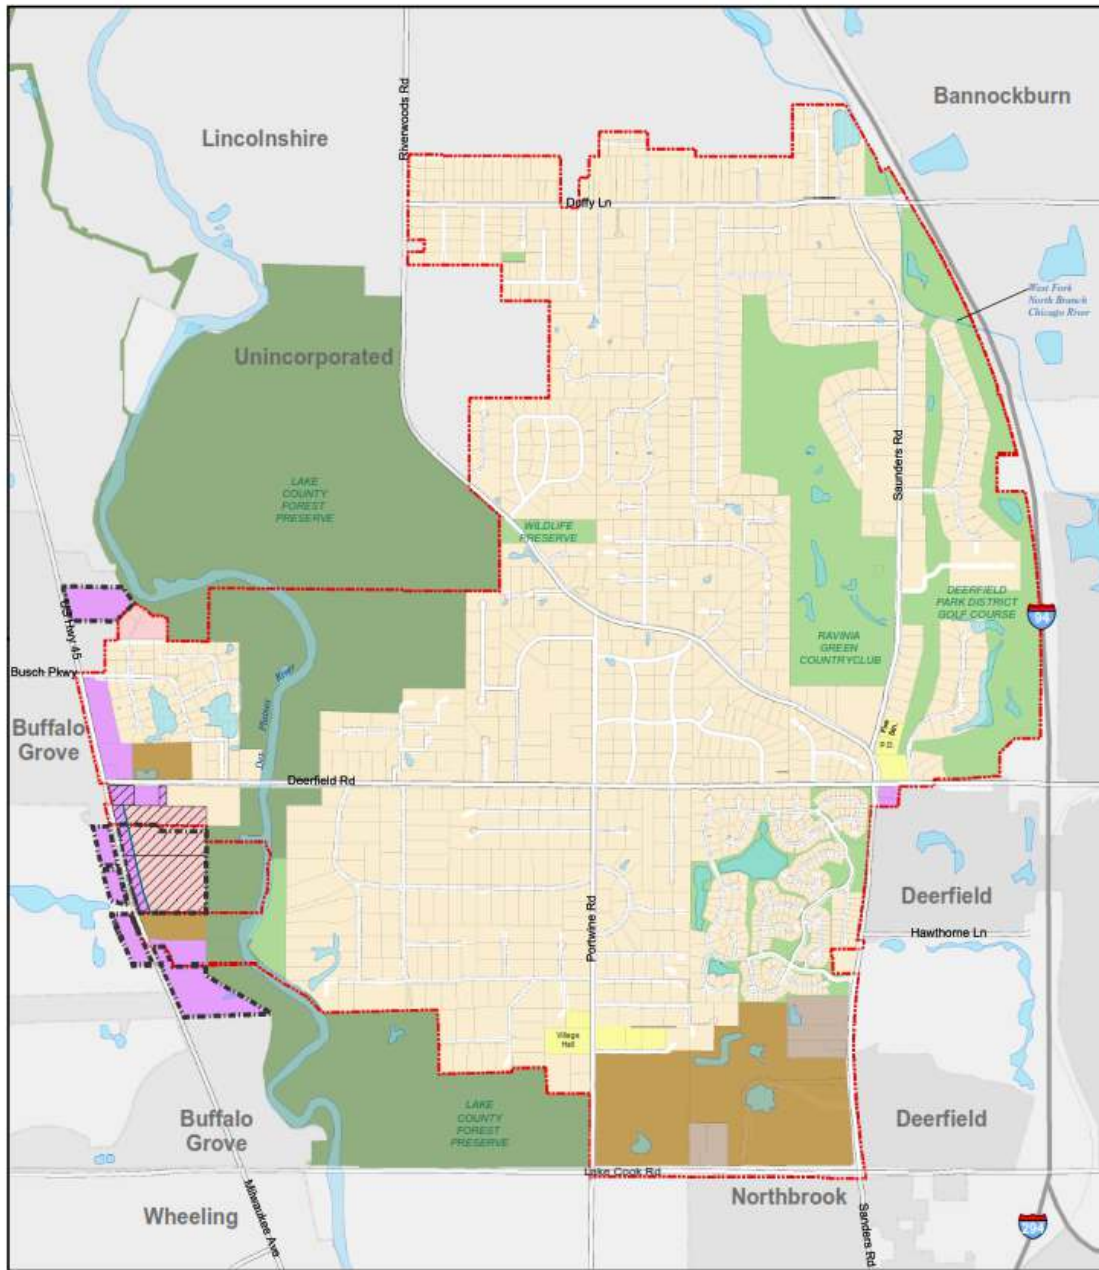 Bannockburn
Lincolnshire
Riverwoods Rd
Duffy Ln
West Fork
North Branch
Chicago River
Unincorporated
Saunders Rd
LAKE
COUNTY
FOREST
PRESERVE
WILDLIFE
PRESERVE
DEERFIELD
PARK DISTRICT
GOLF COURSE
US Hwy 45
94
RAVINIA
GREEN
COUNTRYCLUB
Busch Pkwy
Des Plaines River
Buffalo
Grove
Fire
Stn.
Deerfield Rd
Deerfield
Portwine Rd
Hawthorne Ln
Village
Hall
LAKE
COUNTY
FOREST
PRESERVE
Buffalo
Grove
Deerfield
Lake Cook Rd
Northbrook
Wheeling
Milwaukee Ave
Sanders Rd
294